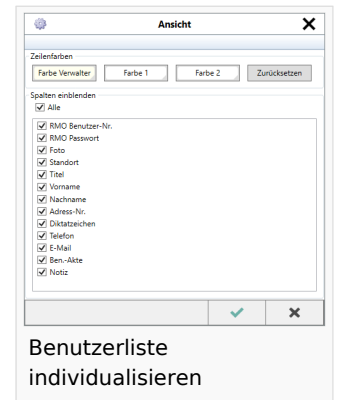 Ansicht
Zeilenfarben
Farbe Verwalter Farbe 1 Farbe 2 Zurücksetzen
Spalten einblenden
Alle
RMO Benutzer-Nr.
RMO Passwort
Foto
Standort
Titel
Vorname
Nachname
Adress-Nr.
Diktatzeichen
Telefon
E-Mail
Ben.-Akte
Notiz
Benutzerliste
individualisieren